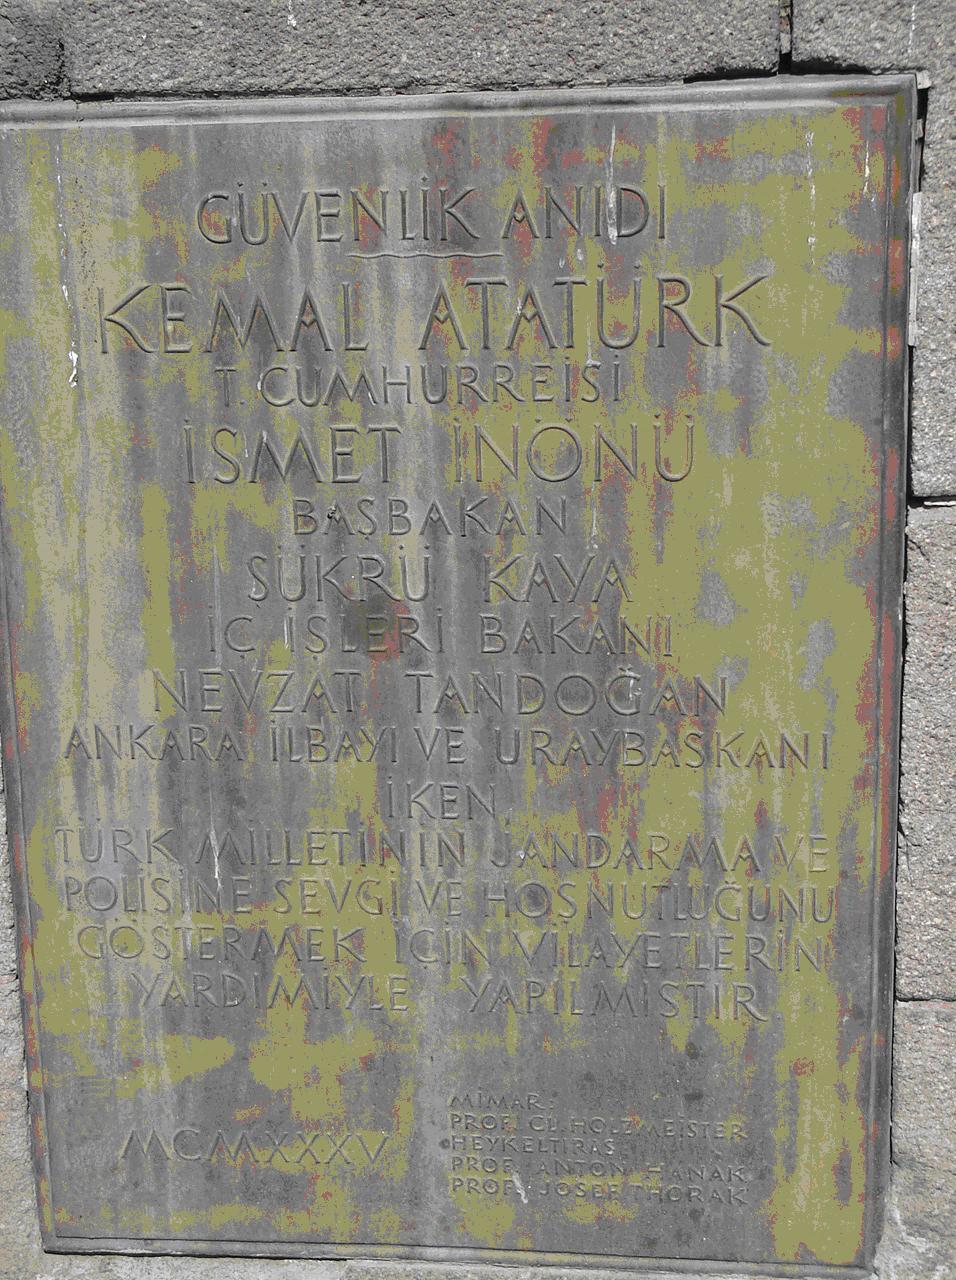 GÜVENLİK ANIDI
KEMAL ATATÜRK
T. CUMHURREİSİ
İSMET İNÖNÜ
BAŞBAKAN
ŞÜKRÜ KAYA
İÇ İŞLERİ BAKANI
NEVZAT TANDOĞAN
ANKARA İLBAYI VE URAYBAŞKANI
İKEN
TÜRK MİLLETİNİN JANDARMA VE
POLİSİNE SEVGİ VE HOŞNUTLUĞUNU
GÖSTERMEK İÇİN VİLAYETLERİN
YARDIMİYLE YAPILMIŞTIR
MCMXXXV
MİMAR
PROF. CL. HOLZMEISTER
HEYKELTIRAŞ
PROF. ANTON HANAK
PROF. JOSEF THORAK